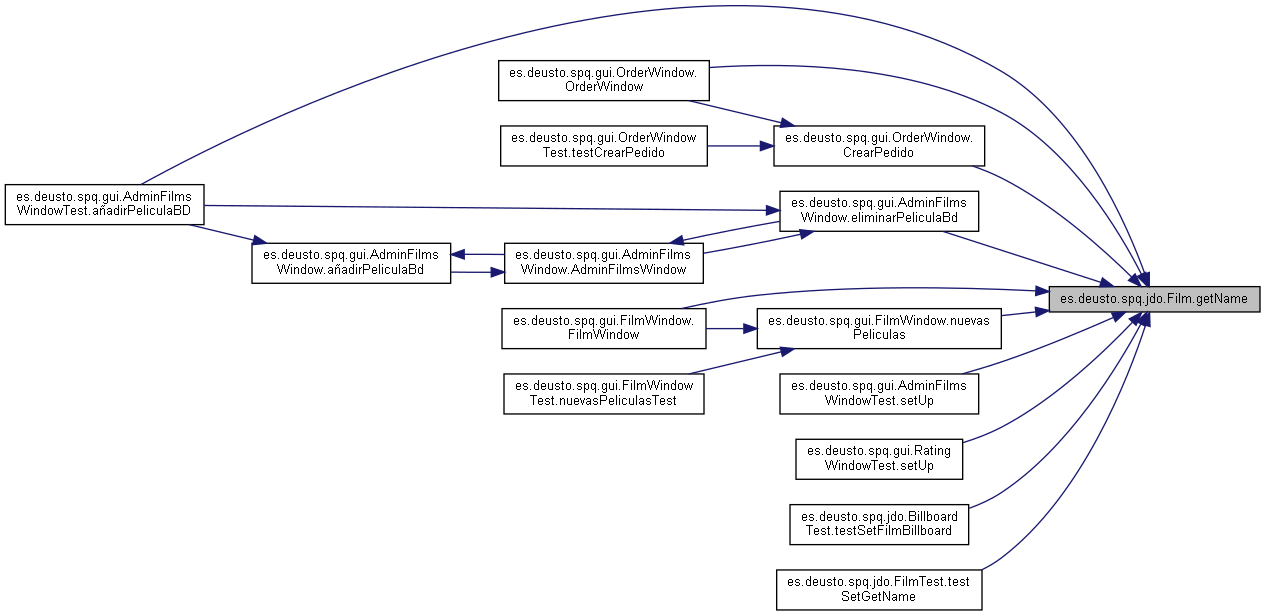 es.deusto.spq.gui.OrderWindow.
OrderWindow
es.deusto.spq.gui.OrderWindow
Test.testCrearPedido
es.deusto.spq.gui.OrderWindow.
CrearPedido
es.deusto.spq.gui.AdminFilms
WindowTest.añadirPeliculaBD
es.deusto.spq.gui.AdminFilms
Window.eliminarPeliculaBd
es.deusto.spq.gui.AdminFilms
Window.añadirPeliculaBd
es.deusto.spq.gui.AdminFilms
Window.AdminFilmsWindow
es.deusto.spq.jdo.Film.getName
es.deusto.spq.gui.FilmWindow.
FilmWindow
es.deusto.spq.gui.FilmWindow.nuevas
Peliculas
es.deusto.spq.gui.FilmWindow
Test.nuevasPeliculasTest
es.deusto.spq.gui.AdminFilms
WindowTest.setUp
es.deusto.spq.gui.Rating
WindowTest.setUp
es.deusto.spq.jdo.Billboard
Test.testSetFilmBillboard
es.deusto.spq.jdo.FilmTest.test
SetGetName